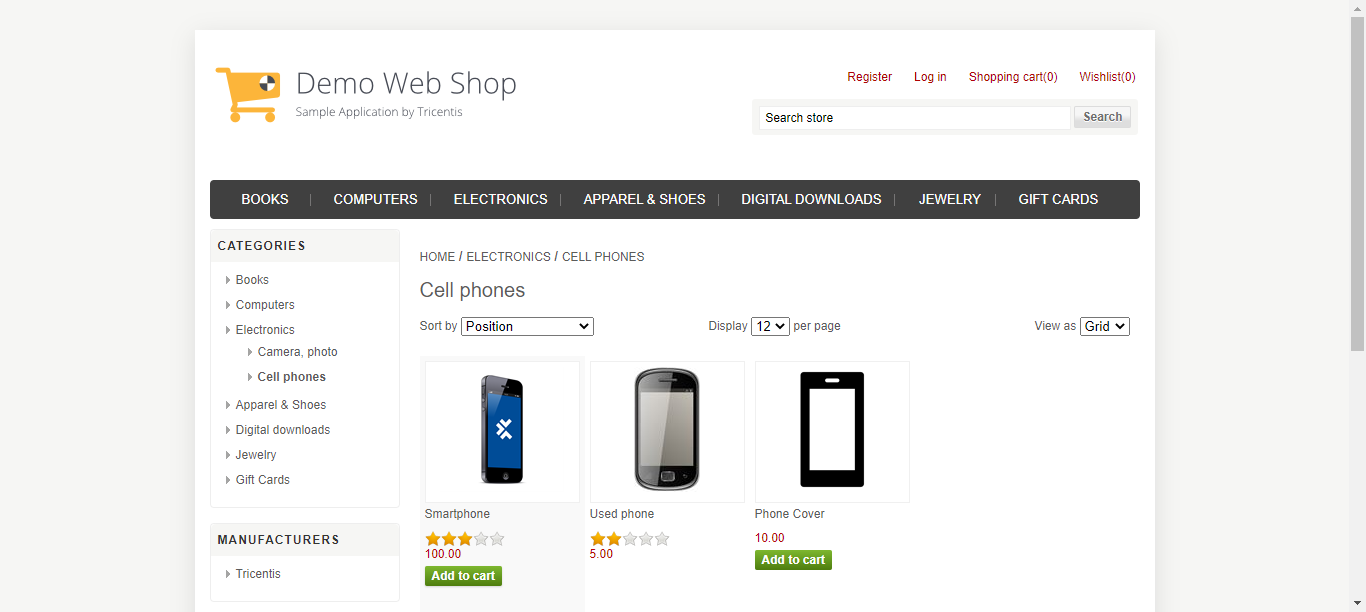 Demo Web Shop
Sample Application by Tricentis
Register Log in Shopping cart(0) Wishlist(0)
Search store Search
BOOKS COMPUTERS ELECTRONICS APPAREL & SHOES DIGITAL DOWNLOADS JEWELRY GIFT CARDS
CATEGORIES
Books
Computers
Electronics
Camera, photo
Cell phones
Apparel & Shoes
Digital downloads
Jewelry
Gift Cards
MANUFACTURERS
Tricentis
HOME / ELECTRONICS / CELL PHONES
Cell phones
Sort by Position Display 12 per page View as Grid
Smartphone
100.00
Add to cart
Used phone
5.00
Phone Cover
10.00
Add to cart